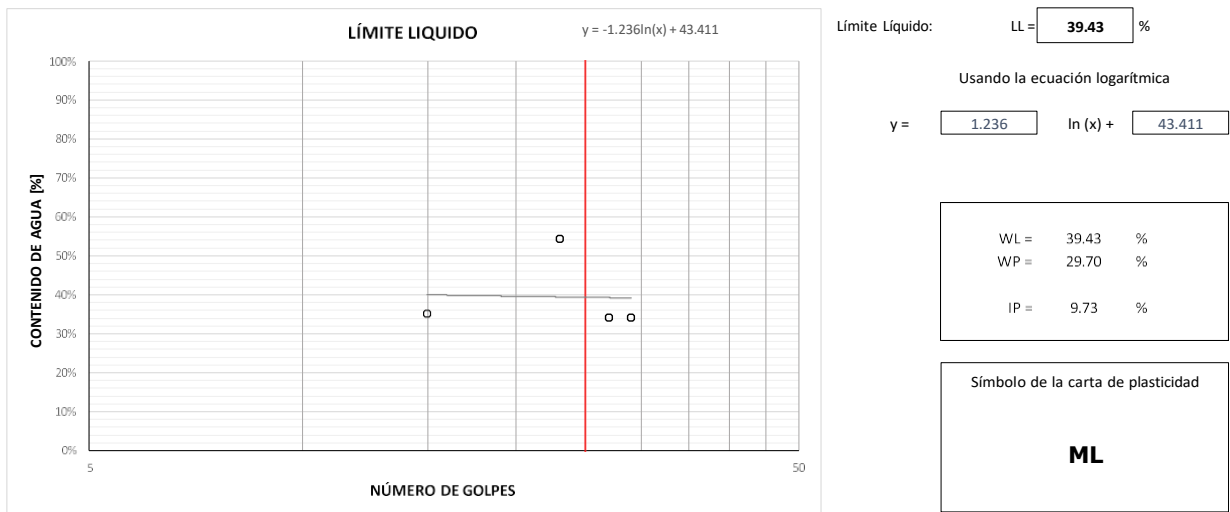 LÍMITE LIQUIDO
y = -1.236ln(x) + 43.411
100%
90%
80%
70%
60%
50%
40%
30%
20%
10%
0%
CONTENIDO DE AGUA [%]
5
50
NÚMERO DE GOLPES
Límite Líquido: LL = 39.43 %
Usando la ecuación logarítmica
y = 1.236 ln (x) + 43.411
WL = 39.43 %
WP = 29.70 %
IP = 9.73 %
Símbolo de la carta de plasticidad
ML